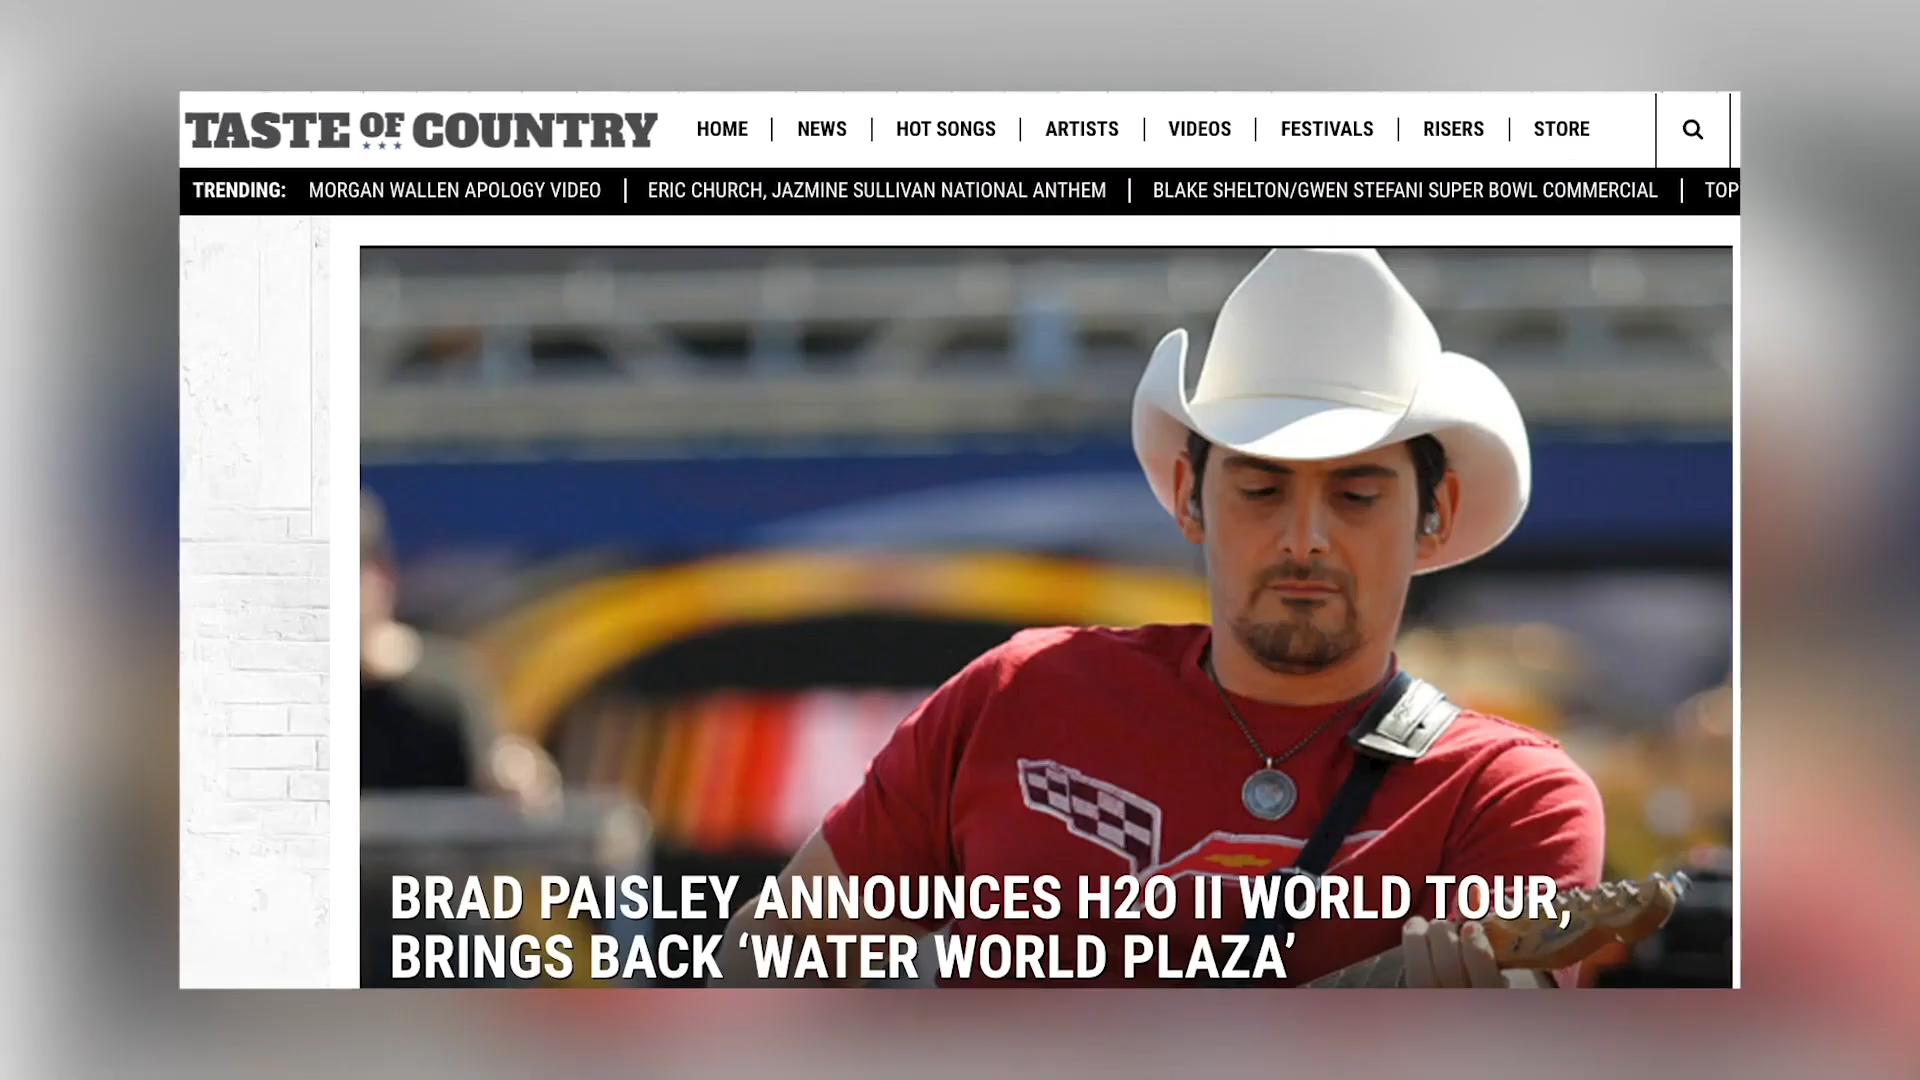 TASTE OF COUNTRY HOME NEWS HOT SONGS ARTISTS VIDEOS FESTIVALS RISERS STORE
TRENDING: MORGAN WALLEN APOLOGY VIDEO ERIC CHURCH, JAZMINE SULLIVAN NATIONAL ANTHEM BLAKE SHELTON/GWEN STEFANI SUPER BOWL COMMERCIAL TOP
BRAD PAISLEY ANNOUNCES H2O II WORLD TOUR,
BRINGS BACK ‘WATER WORLD PLAZA’